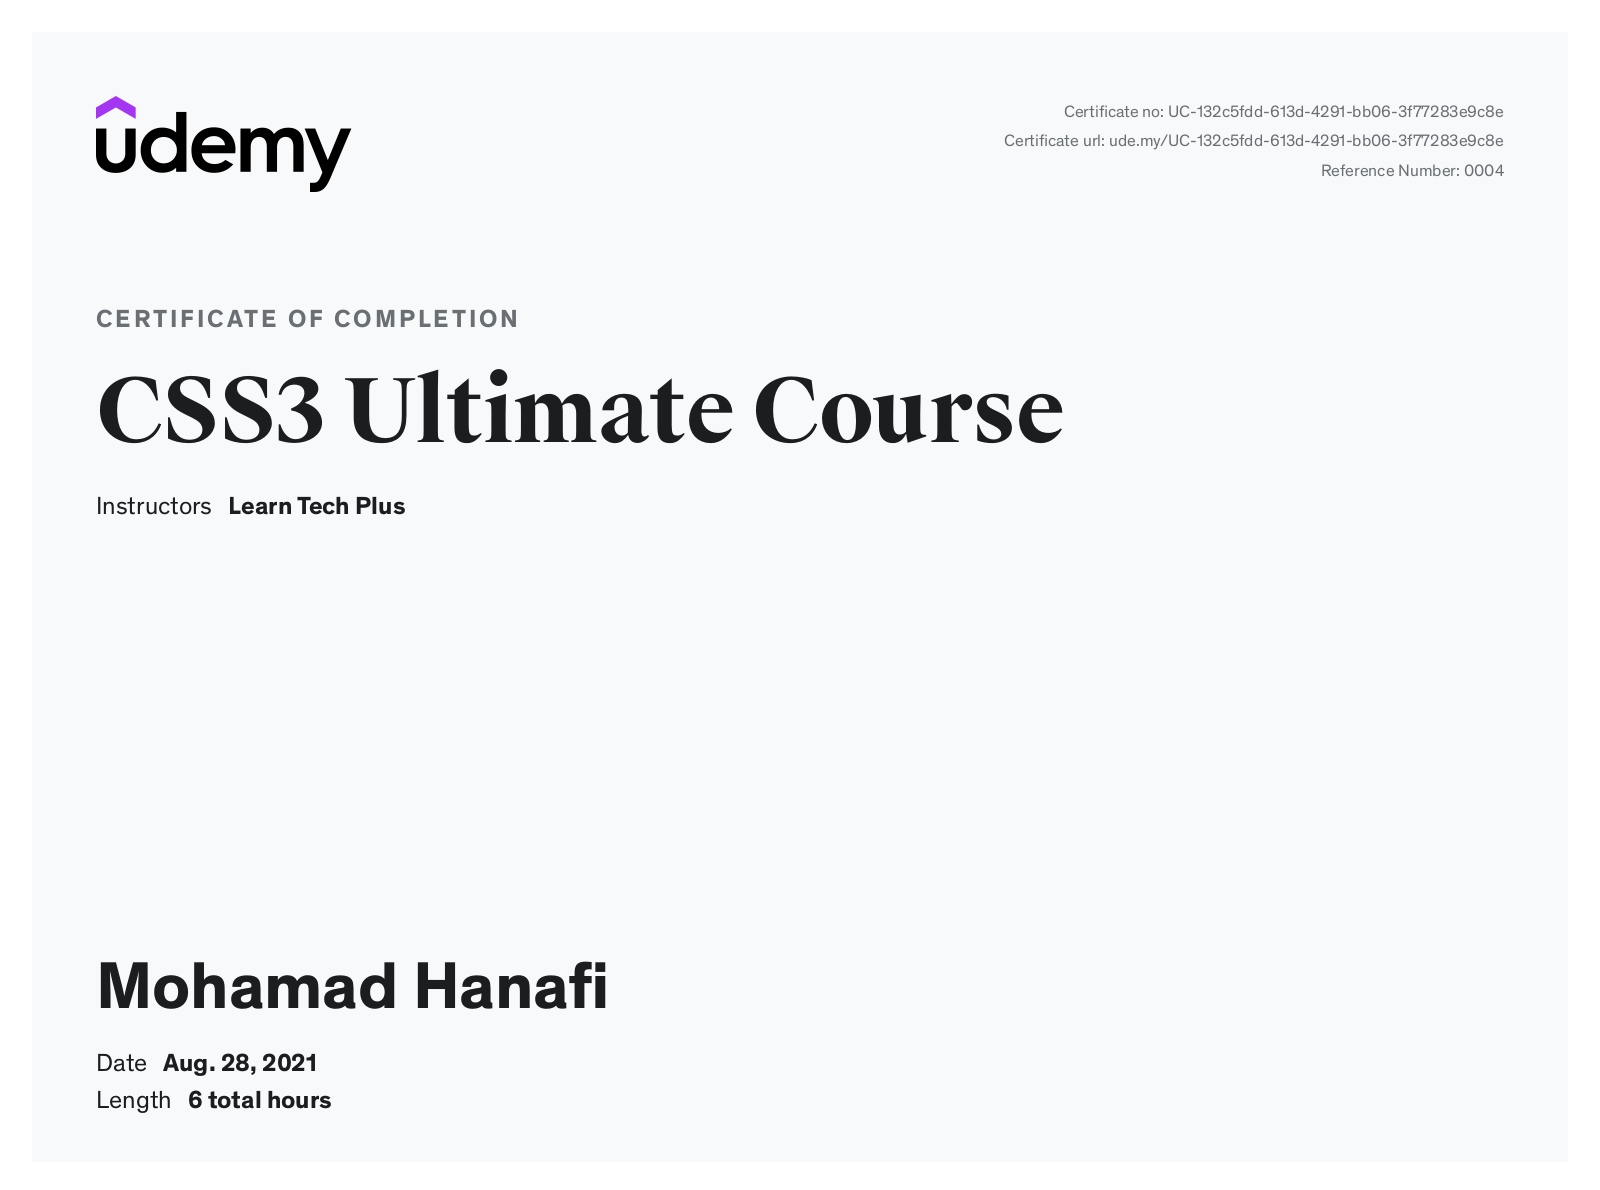 udemy
Certificate no: UC-132c5fdd-613d-4291-bb06-3f77283e9c8e
Certificate url: ude.my/UC-132c5fdd-613d-4291-bb06-3f77283e9c8e
Reference Number: 0004
CERTIFICATE OF COMPLETION
CSS3 Ultimate Course
Instructors Learn Tech Plus
Mohamad Hanafi
Date Aug. 28, 2021
Length 6 total hours